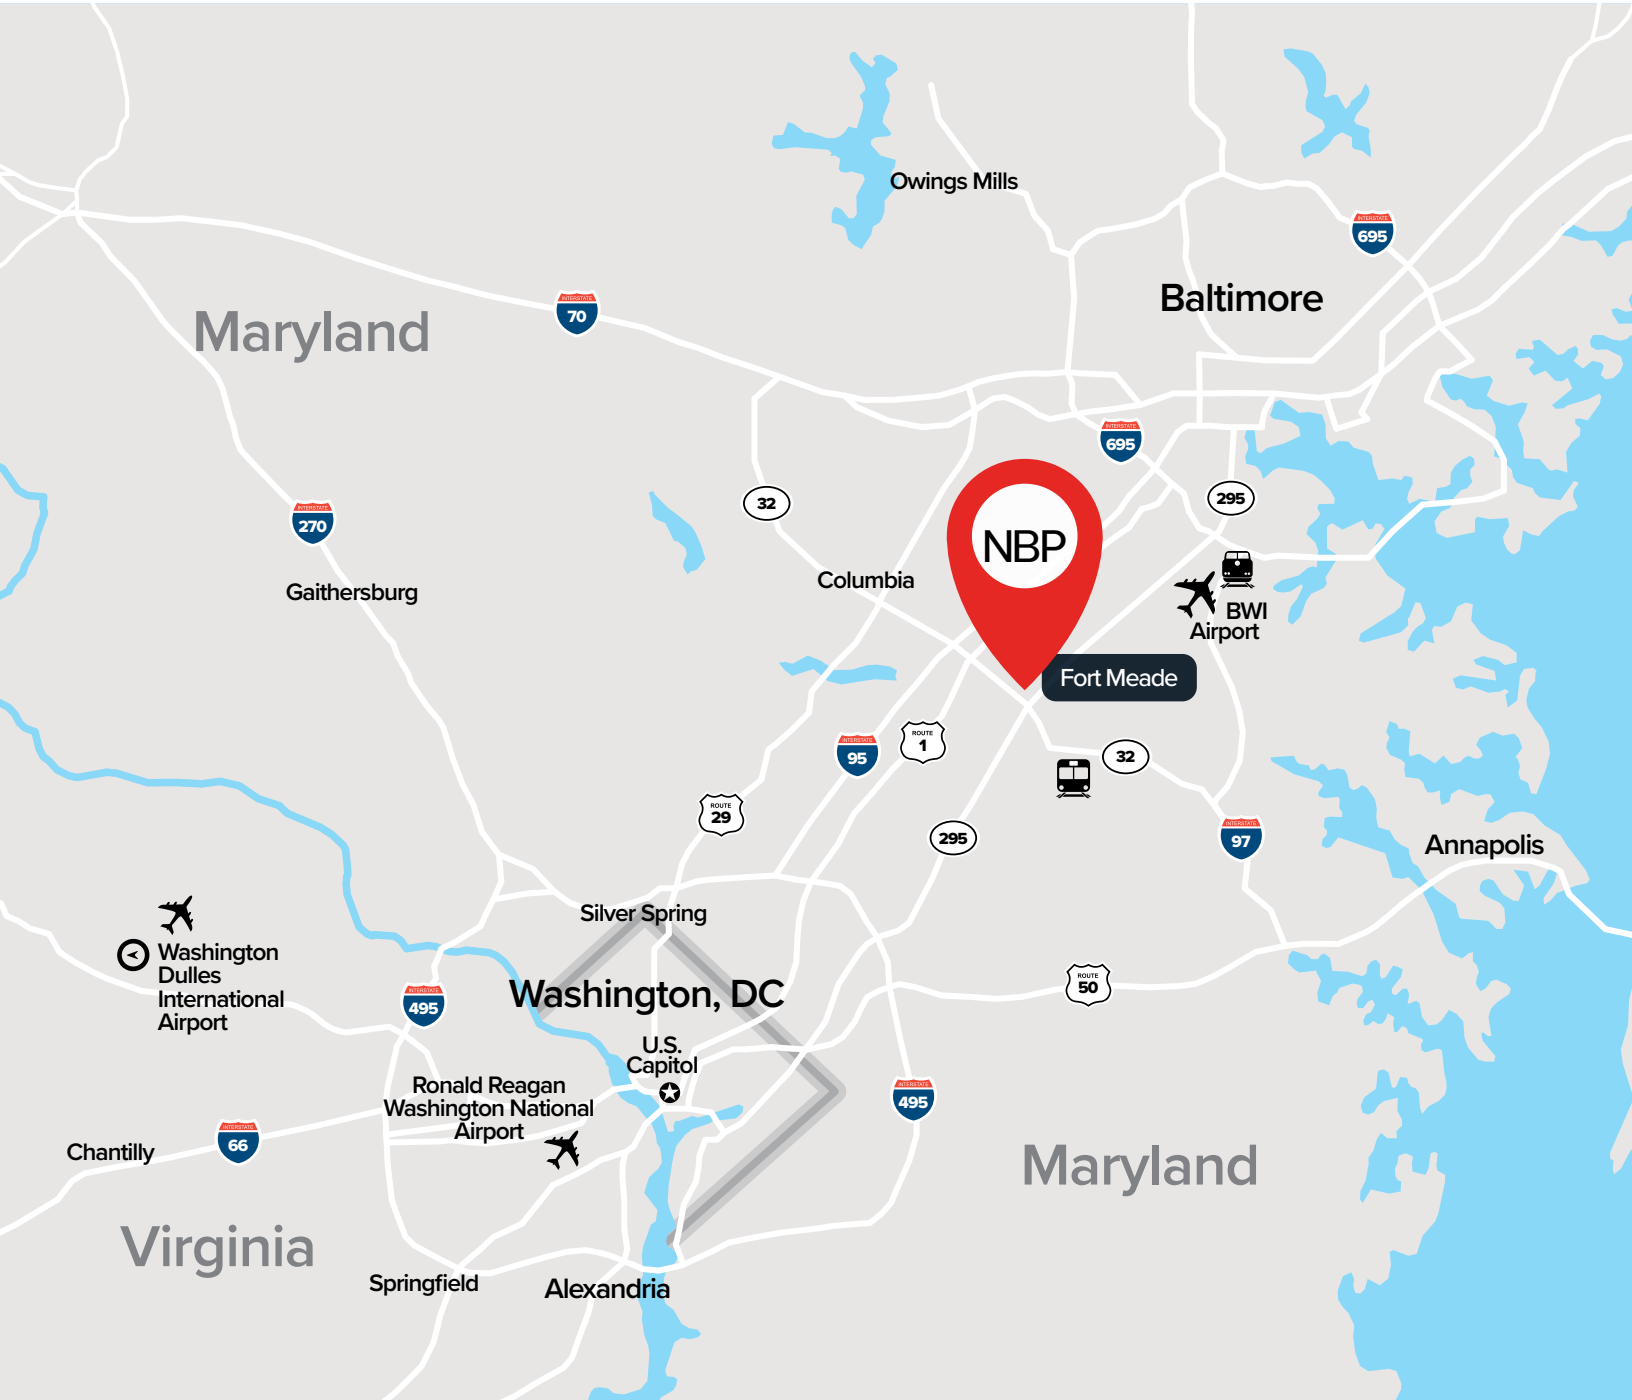 Owings Mills
INTERSTATE
695
Baltimore
INTERSTATE
70
Maryland
INTERSTATE
695
32
295
INTERSTATE
270
NBP
Columbia
Gaithersburg
BWI
Airport
Fort Meade
ROUTE
1
INTERSTATE
95
32
ROUTE
29
295
INTERSTATE
97
Annapolis
Silver Spring
Washington
Dulles
International
Airport
Washington, DC
ROUTE
50
INTERSTATE
495
U.S.
Capitol
Ronald Reagan
Washington National
Airport
INTERSTATE
495
INTERSTATE
66
Chantilly
Maryland
Virginia
Springfield
Alexandria